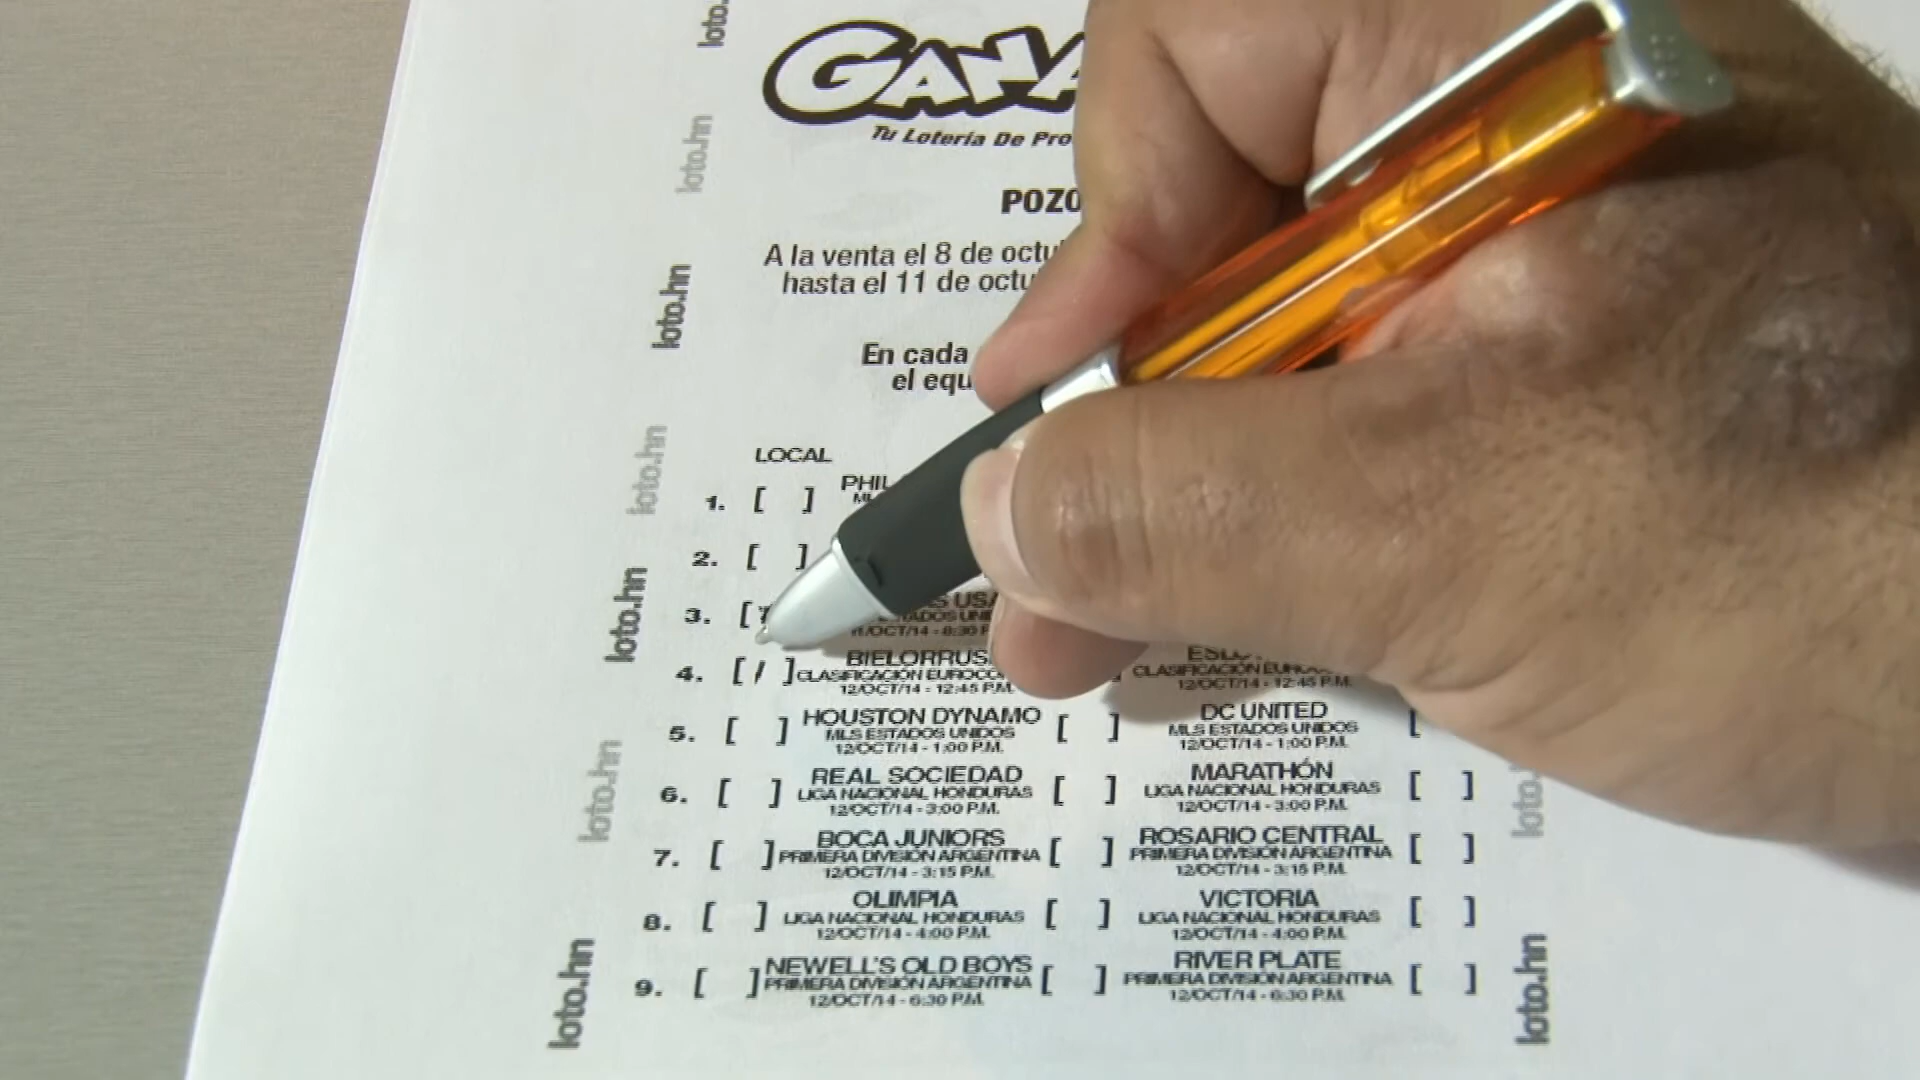 loto.
GANA
Tu Lotería De Pro
loto.hn
POZO
A la venta el 8 de octu
hasta el 11 de octu
loto.hn
En cada
el equ
LOCAL
loto.hn
1. [ ] PHIL
2. [ ]
3. [ S USA
11/OCT/14 - 8:30 P
loto.hn
4. [ / ] BIELORRUS
CLASIFICACIÓN EUROCO CLASIFICACIÓN EUROCO
12/OCT/14 - 12:45 P.M. 12/OCT/14 - 12:45 P.M.
5. [ ] HOUSTON DYNAMO [ ] DC UNITED [
MLS ESTADOS UNIDOS MLS ESTADOS UNIDOS
12/OCT/14 - 1:00 P.M. 12/OCT/14 - 1:00 P.M.
loto.hn loto.hn
6. [ ] REAL SOCIEDAD [ ] MARATHÓN [ ]
LIGA NACIONAL HONDURAS LIGA NACIONAL HONDURAS
12/OCT/14 - 3:00 P.M. 12/OCT/14 - 3:00 P.M.
7. [ ] BOCA JUNIORS [ ] ROSARIO CENTRAL [ ]
PRIMERA DIVISIÓN ARGENTINA PRIMERA DIVISIÓN ARGENTINA
12/OCT/14 - 3:15 P.M. 12/OCT/14 - 3:15 P.M.
8. [ ] OLIMPIA [ ] VICTORIA [ ]
LIGA NACIONAL HONDURAS LIGA NACIONAL HONDURAS
12/OCT/14 - 4:00 P.M. 12/OCT/14 - 4:00 P.M.
9. [ ] NEWELL'S OLD BOYS [ ] RIVER PLATE [ ]
PRIMERA DIVISIÓN ARGENTINA PRIMERA DIVISIÓN ARGENTINA
12/OCT/14 - 6:30 P.M. 12/OCT/14 - 6:30 P.M.
loto.hn loto.hn